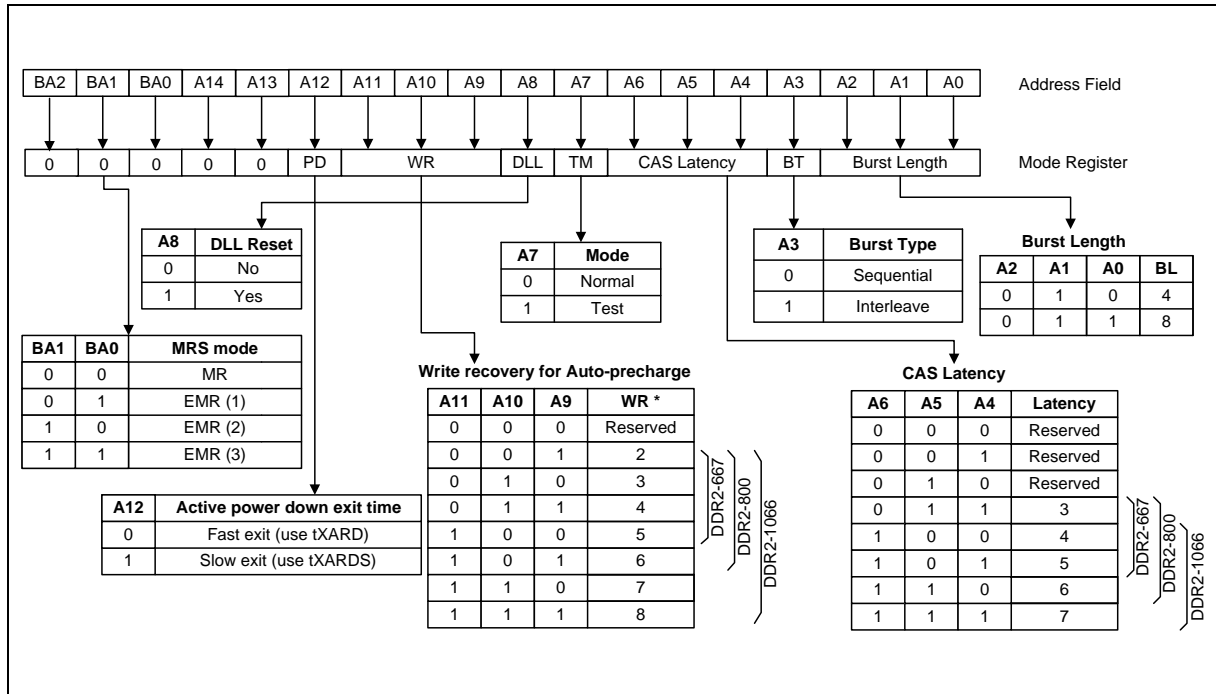 BA2 BA1 BA0 A14 A13 A12 A11 A10 A9 A8 A7 A6 A5 A4 A3 A2 A1 A0 Address Field
0 0 0 0 0 PD WR DLL TM CAS Latency BT Burst Length Mode Register
A8 DLL Reset
0 No
1 Yes
A7 Mode
0 Normal
1 Test
A3 Burst Type
0 Sequential
1 Interleave
Burst Length
A2 A1 A0 BL
0 1 0 4
0 1 1 8
BA1 BA0 MRS mode
0 0 MR
0 1 EMR (1)
1 0 EMR (2)
1 1 EMR (3)
A12 Active power down exit time
0 Fast exit (use tXARD)
1 Slow exit (use tXARDS)
Write recovery for Auto-precharge
A11 A10 A9 WR *
0 0 0 Reserved
0 0 1 2
0 1 0 3
0 1 1 4
1 0 0 5
1 0 1 6
1 1 0 7
1 1 1 8
DDR2-667
DDR2-800
DDR2-1066
CAS Latency
A6 A5 A4 Latency
0 0 0 Reserved
0 0 1 Reserved
0 1 0 Reserved
0 1 1 3
1 0 0 4
1 0 1 5
1 1 0 6
1 1 1 7
DDR2-667
DDR2-800
DDR2-1066